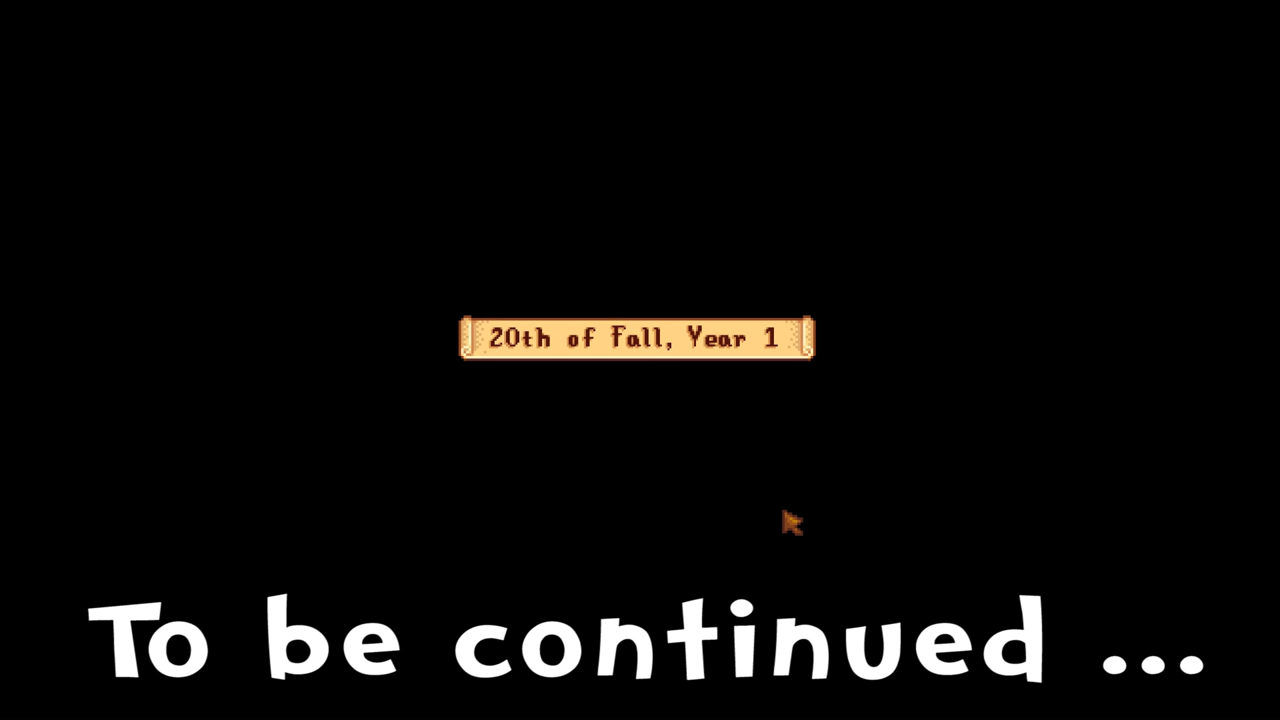 20th of Fall, Year 1
To be continued ...